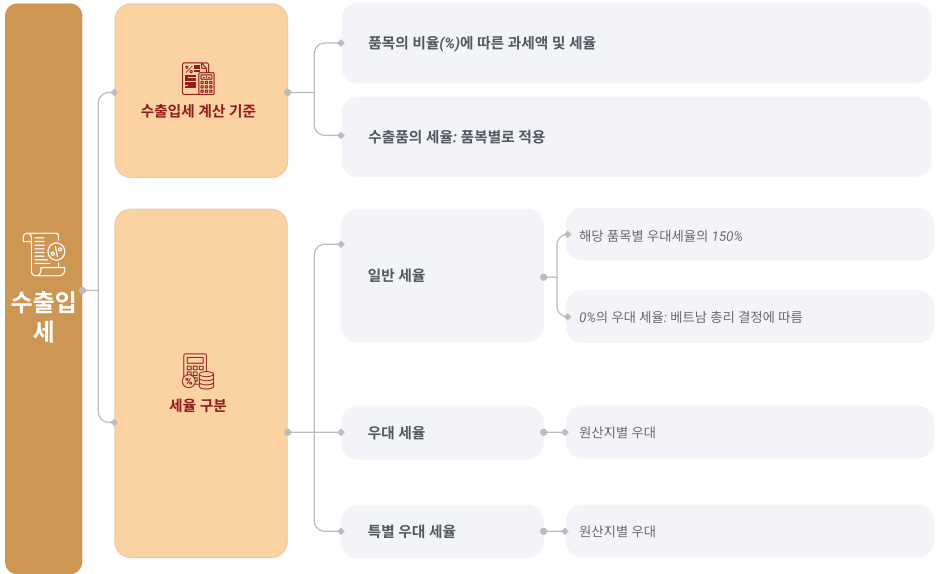 수출입
세
수출입세 계산 기준
품목의 비율(%)에 따른 과세액 및 세율
수출품의 세율: 품복별로 적용
세율 구분
일반 세율
해당 품목별 우대세율의 150%
0%의 우대 세율: 베트남 총리 결정에 따름
우대 세율
원산지별 우대
특별 우대 세율
원산지별 우대